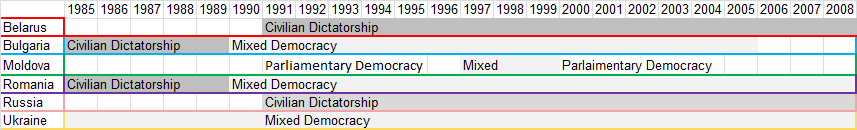 1985 1986 1987 1988 1989 1990 1991 1992 1993 1994 1995 1996 1997 1998 1999 2000 2001 2002 2003 2004 2005 2006 2007 2008
Belarus Civilian Dictatorship
Bulgaria Civilian Dictatorship Mixed Democracy
Moldova Parliamentary Democracy Mixed Parlaimentary Democracy
Romania Civilian Dictatorship Mixed Democracy
Russia Civilian Dictatorship
Ukraine Mixed Democracy